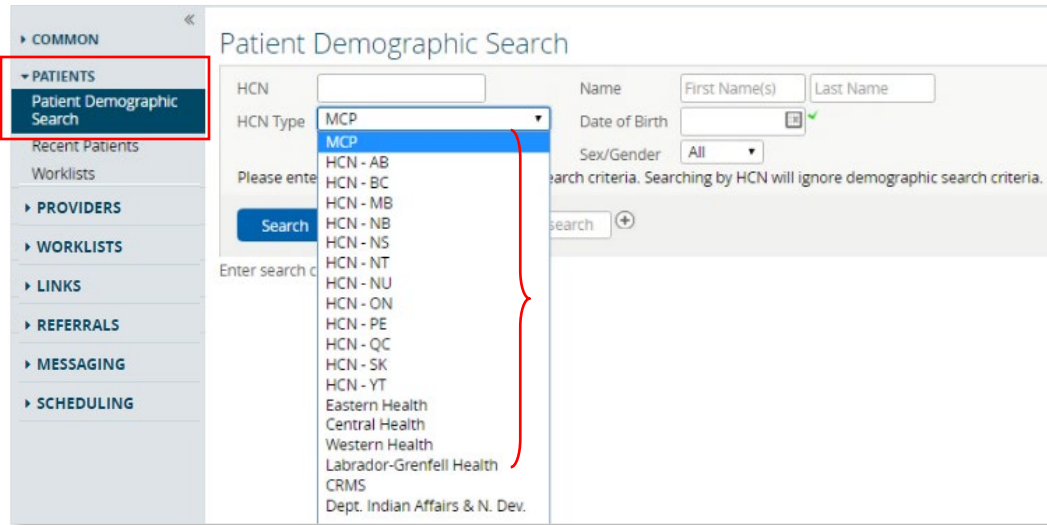 «
COMMON
PATIENTS
Patient Demographic
Search
Recent Patients
Worklists
PROVIDERS
WORKLISTS
LINKS
REFERRALS
MESSAGING
SCHEDULING
Patient Demographic Search
HCN Name First Name(s) Last Name
HCN Type MCP Date of Birth
Sex/Gender All
MCP
HCN - AB
HCN - BC
HCN - MB
HCN - NB
HCN - NS
HCN - NT
HCN - NU
HCN - ON
HCN - PE
HCN - QC
HCN - SK
HCN - YT
Eastern Health
Central Health
Western Health
Labrador-Grenfell Health
CRMS
Dept. Indian Affairs & N. Dev.
Please ente earch criteria. Searching by HCN will ignore demographic search criteria.
Search search
Enter search c